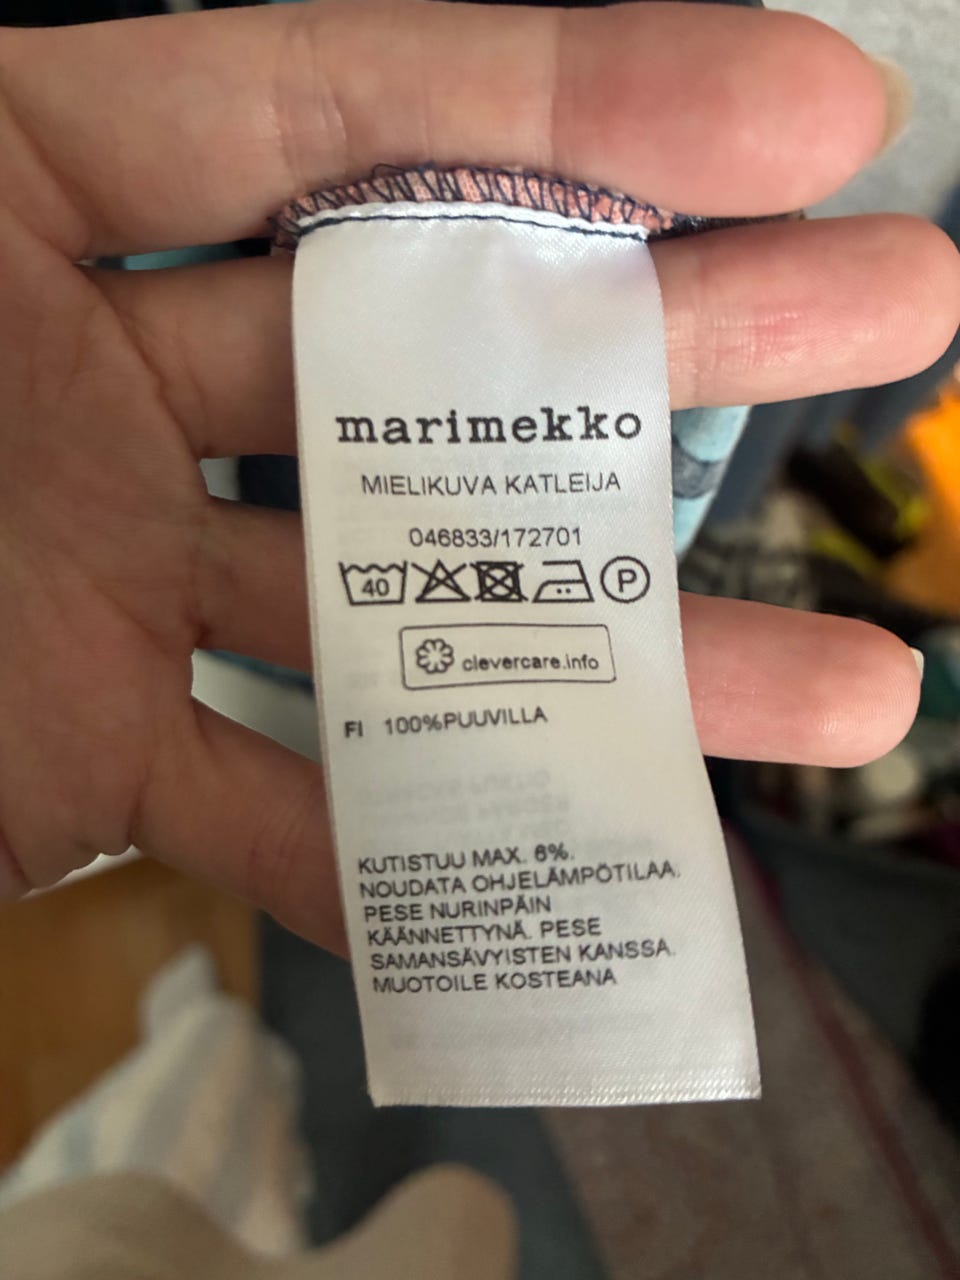 marimekko
MIELIKUVA KATLEIJA
046833/172701
40 P
clevercare.info
FI 100%PUUVILLA
KUTISTUU MAX. 6%.
NOUDATA OHJELÄMPÖTILAA.
PESE NURINPÄIN
KÄÄNNETTYNÄ. PESE
SAMANSÄVYISTEN KANSSA.
MUOTOILE KOSTEANA